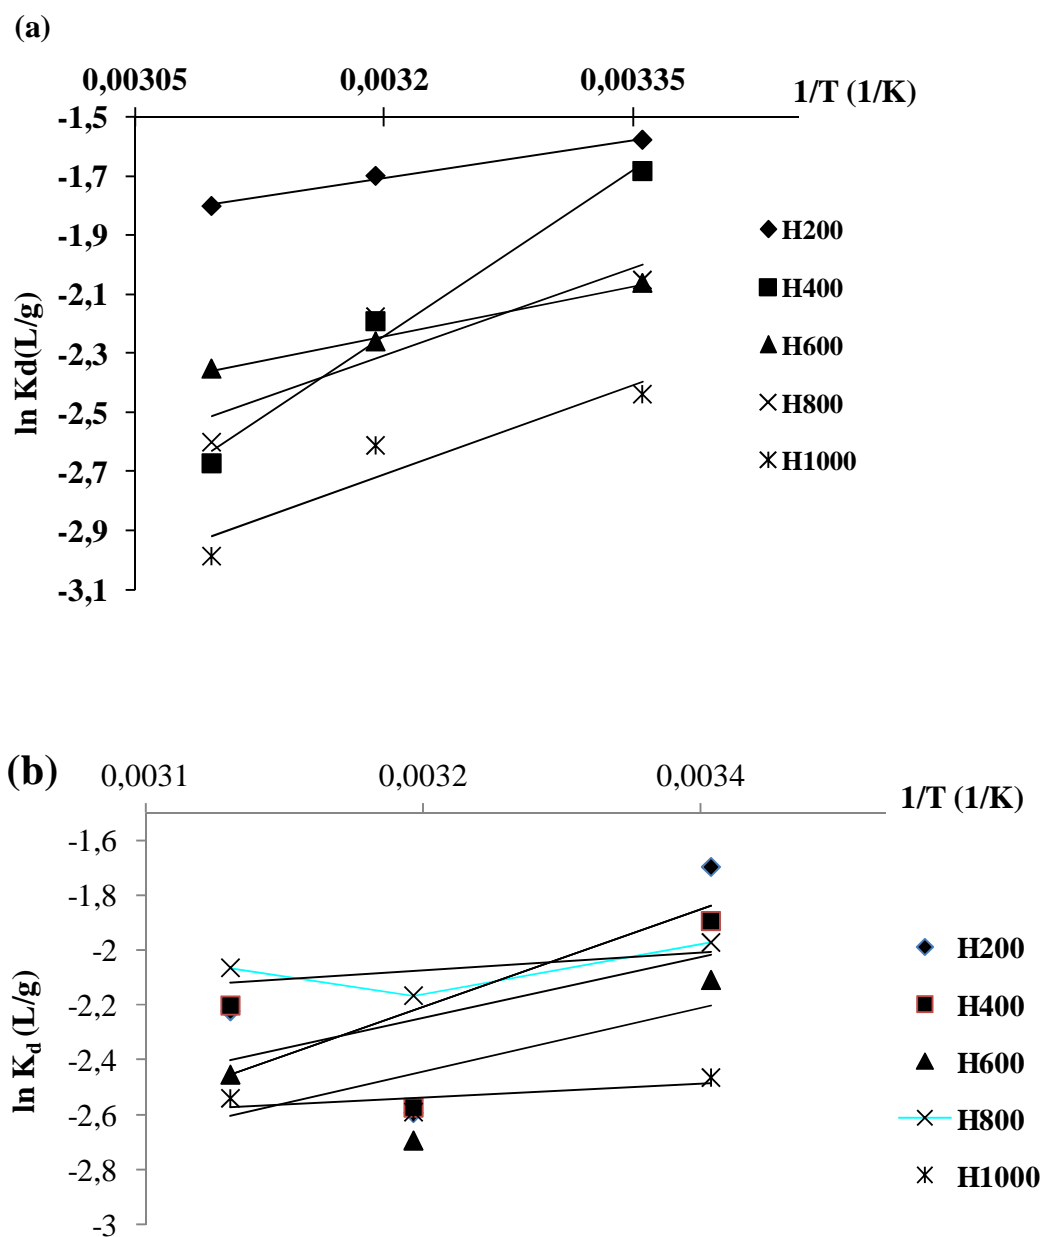 (a)
0,00305 0,0032 0,00335
1/T (1/K)
-1,5
-1,7
-1,9
-2,1
-2,3
-2,5
-2,7
-2,9
-3,1
ln Kd(L/g)
H200
H400
H600
H800
H1000
(b)
0,0031 0,0032 0,0034
1/T (1/K)
-1,6
-1,8
-2
-2,2
-2,4
-2,6
-2,8
-3
ln Kd (L/g)
H200
H400
H600
H800
H1000